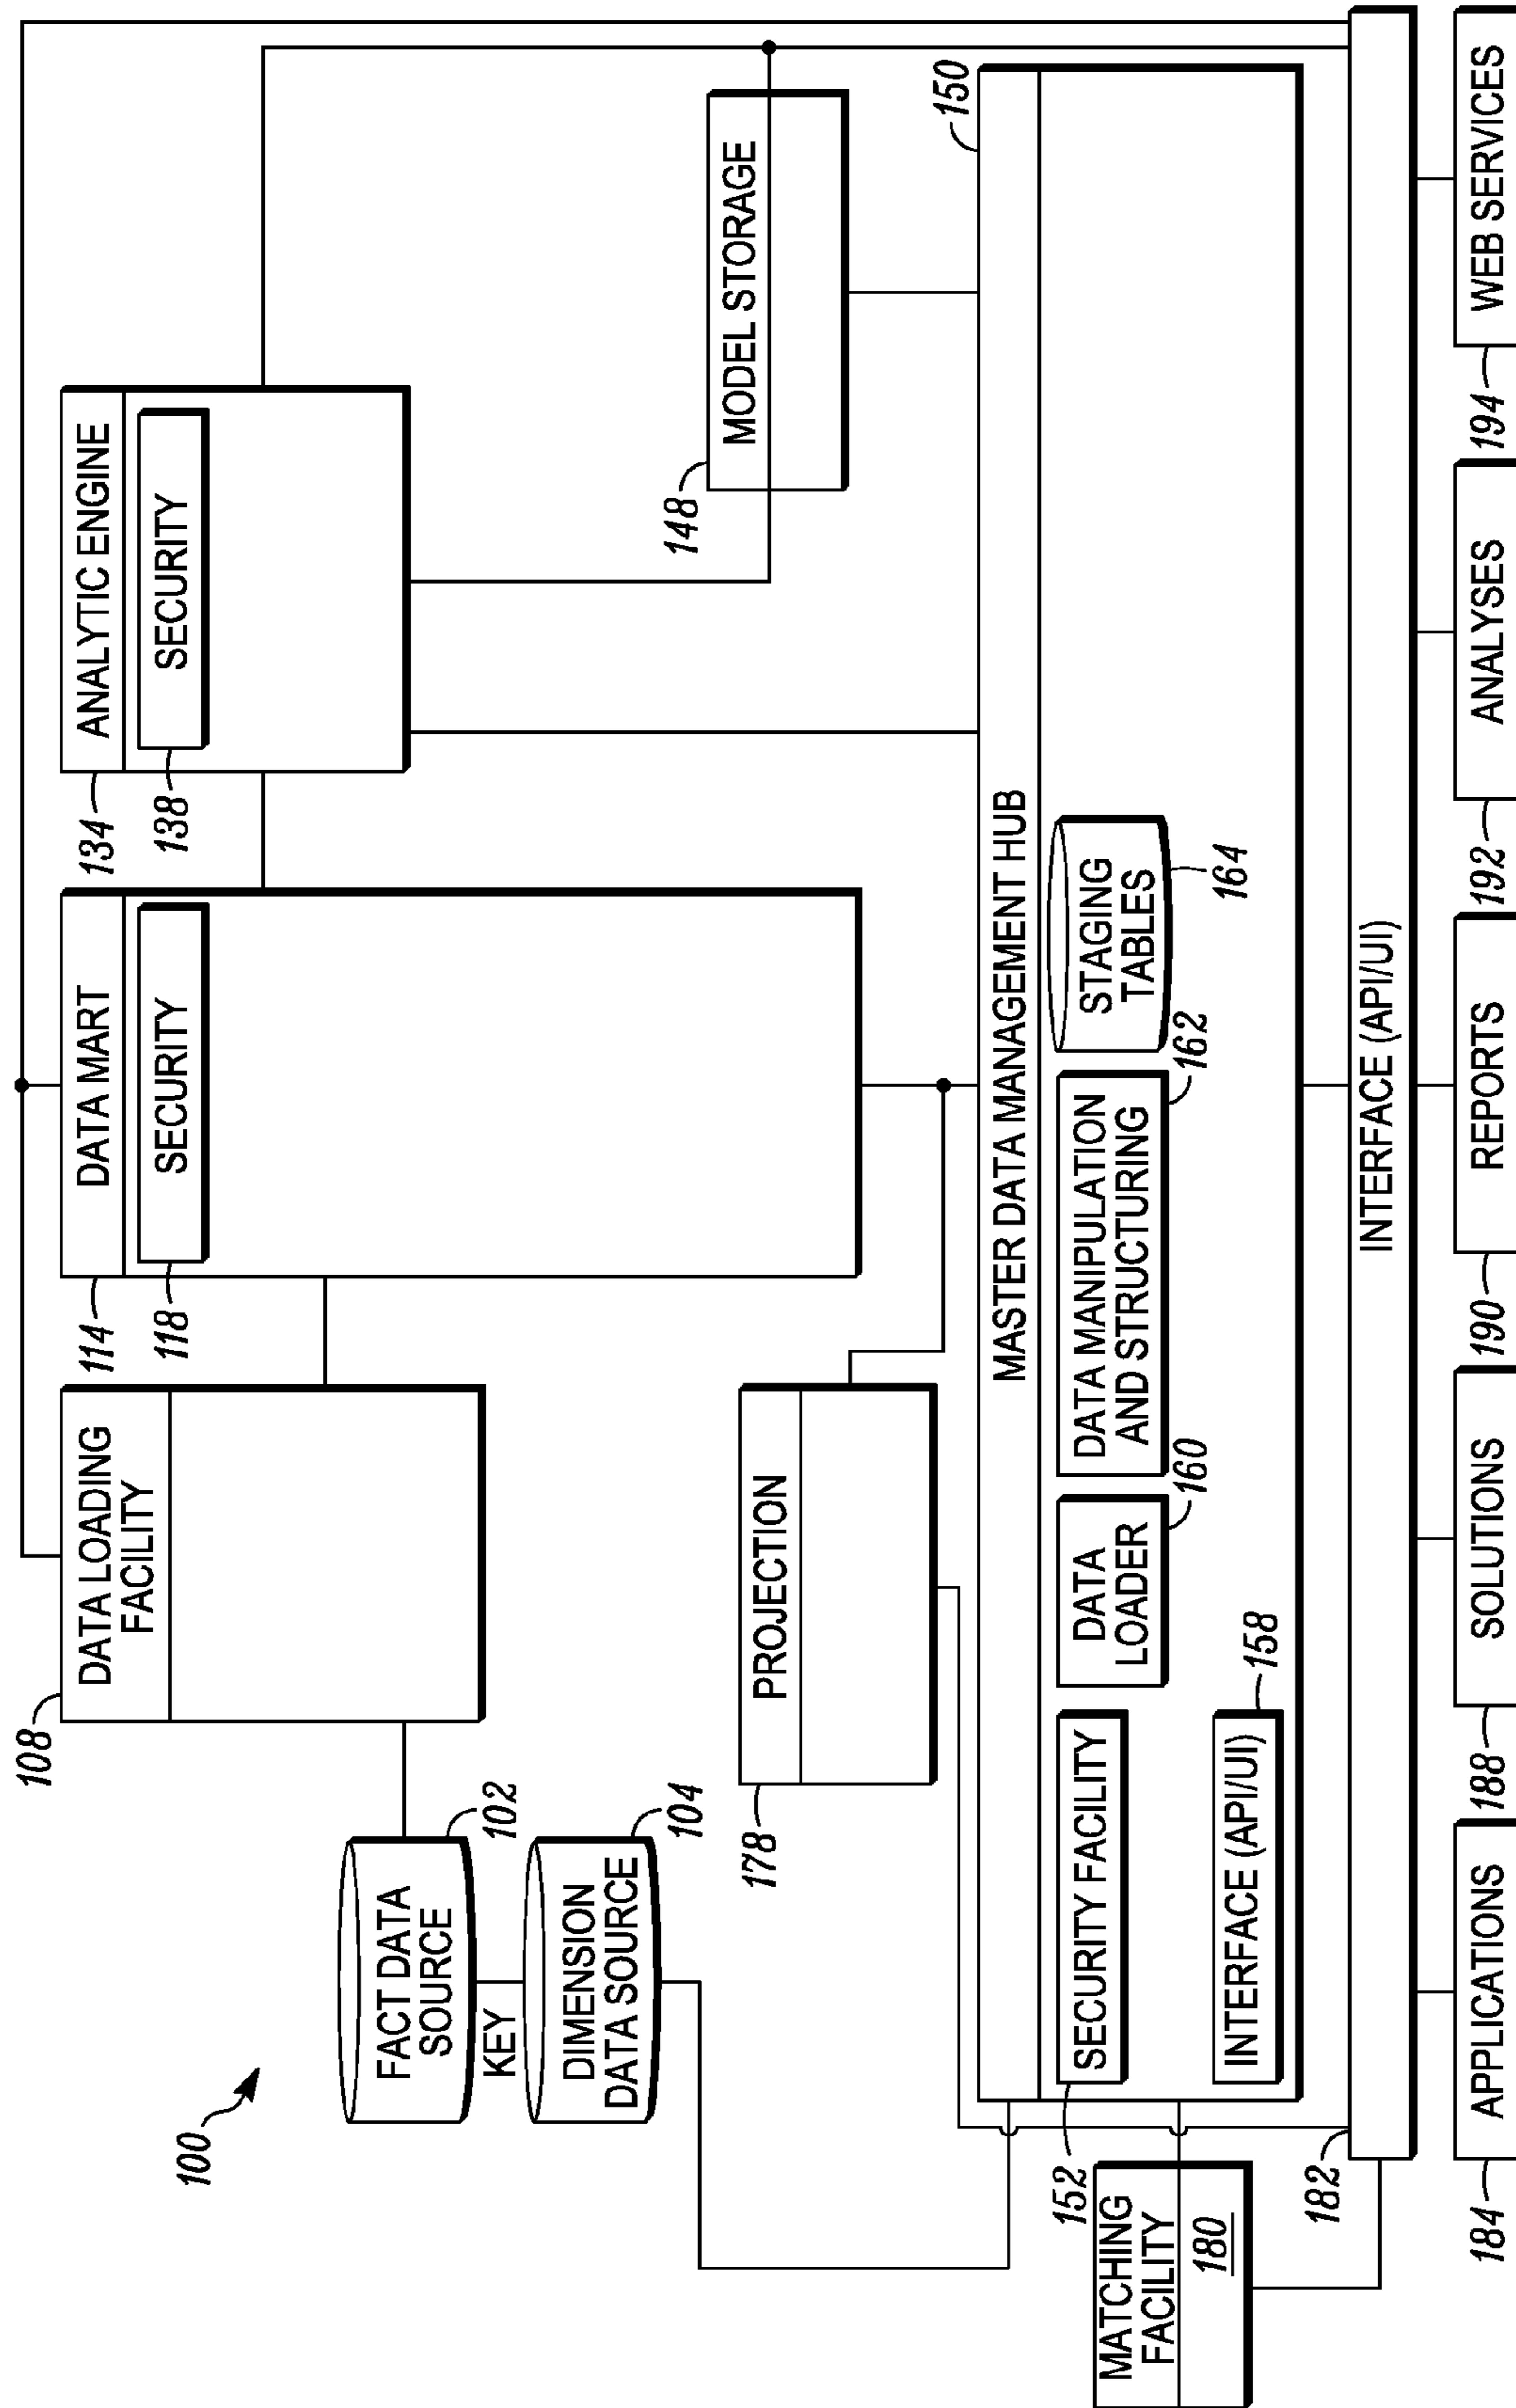 100
108
DATA LOADING
FACILITY
114
DATA MART
118
SECURITY
134
ANALYTIC ENGINE
138
SECURITY
FACT DATA
SOURCE
102
KEY
DIMENSION
DATA SOURCE
104
178
PROJECTION
148
MODEL STORAGE
150
MASTER DATA MANAGEMENT HUB
152
SECURITY FACILITY
DATA
LOADER
160
DATA MANIPULATION
AND STRUCTURING
162
STAGING
TABLES
164
INTERFACE (API/UI)
158
MATCHING
FACILITY
180
182
INTERFACE (API/UI)
184
APPLICATIONS
188
SOLUTIONS
190
REPORTS
192
ANALYSES
194
WEB SERVICES